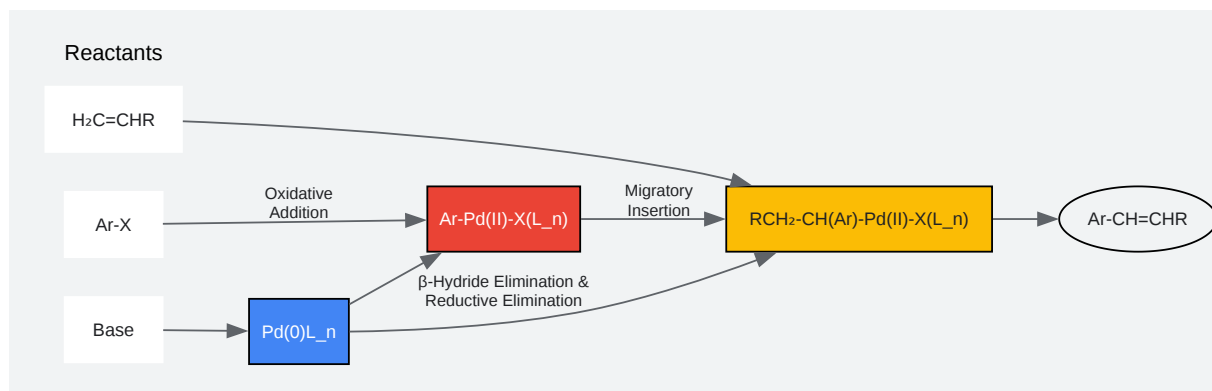 Reactants
H₂C=CHR
Ar-X
Base
Oxidative
Addition
Pd(0)L_n
Ar-Pd(II)-X(L_n)
β-Hydride Elimination &
Reductive Elimination
Migratory
Insertion
RCH₂-CH(Ar)-Pd(II)-X(L_n)
Ar-CH=CHR